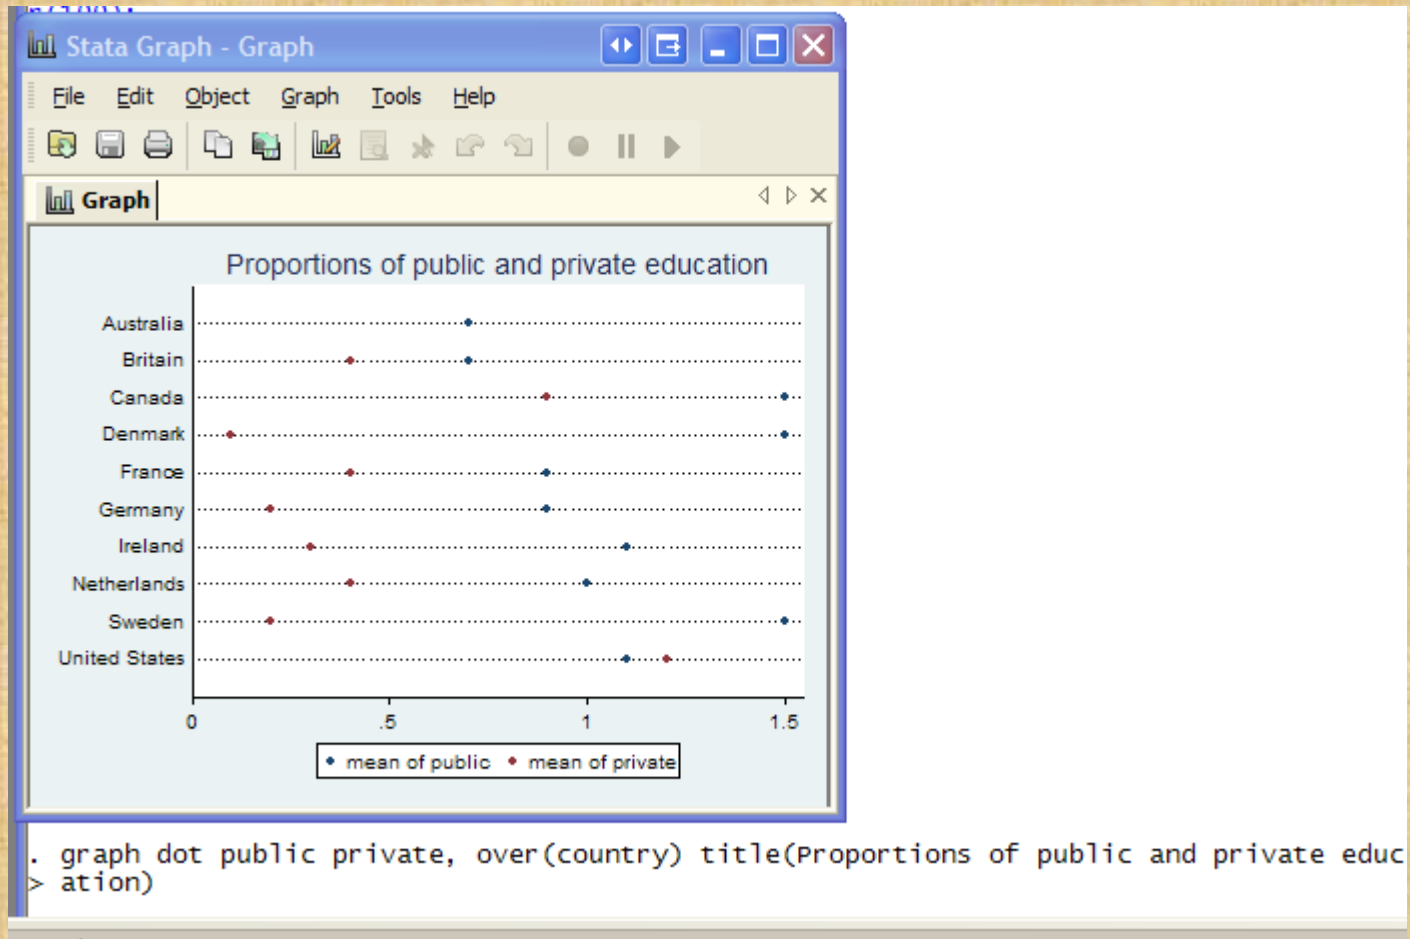 Stata Graph - Graph
File Edit Object Graph Tools Help
Graph
Proportions of public and private education
Australia
Britain
Canada
Denmark
France
Germany
Ireland
Netherlands
Sweden
United States
0 .5 1 1.5
mean of public mean of private
. graph dot public private, over(country) title(Proportions of public and private educ
> ation)